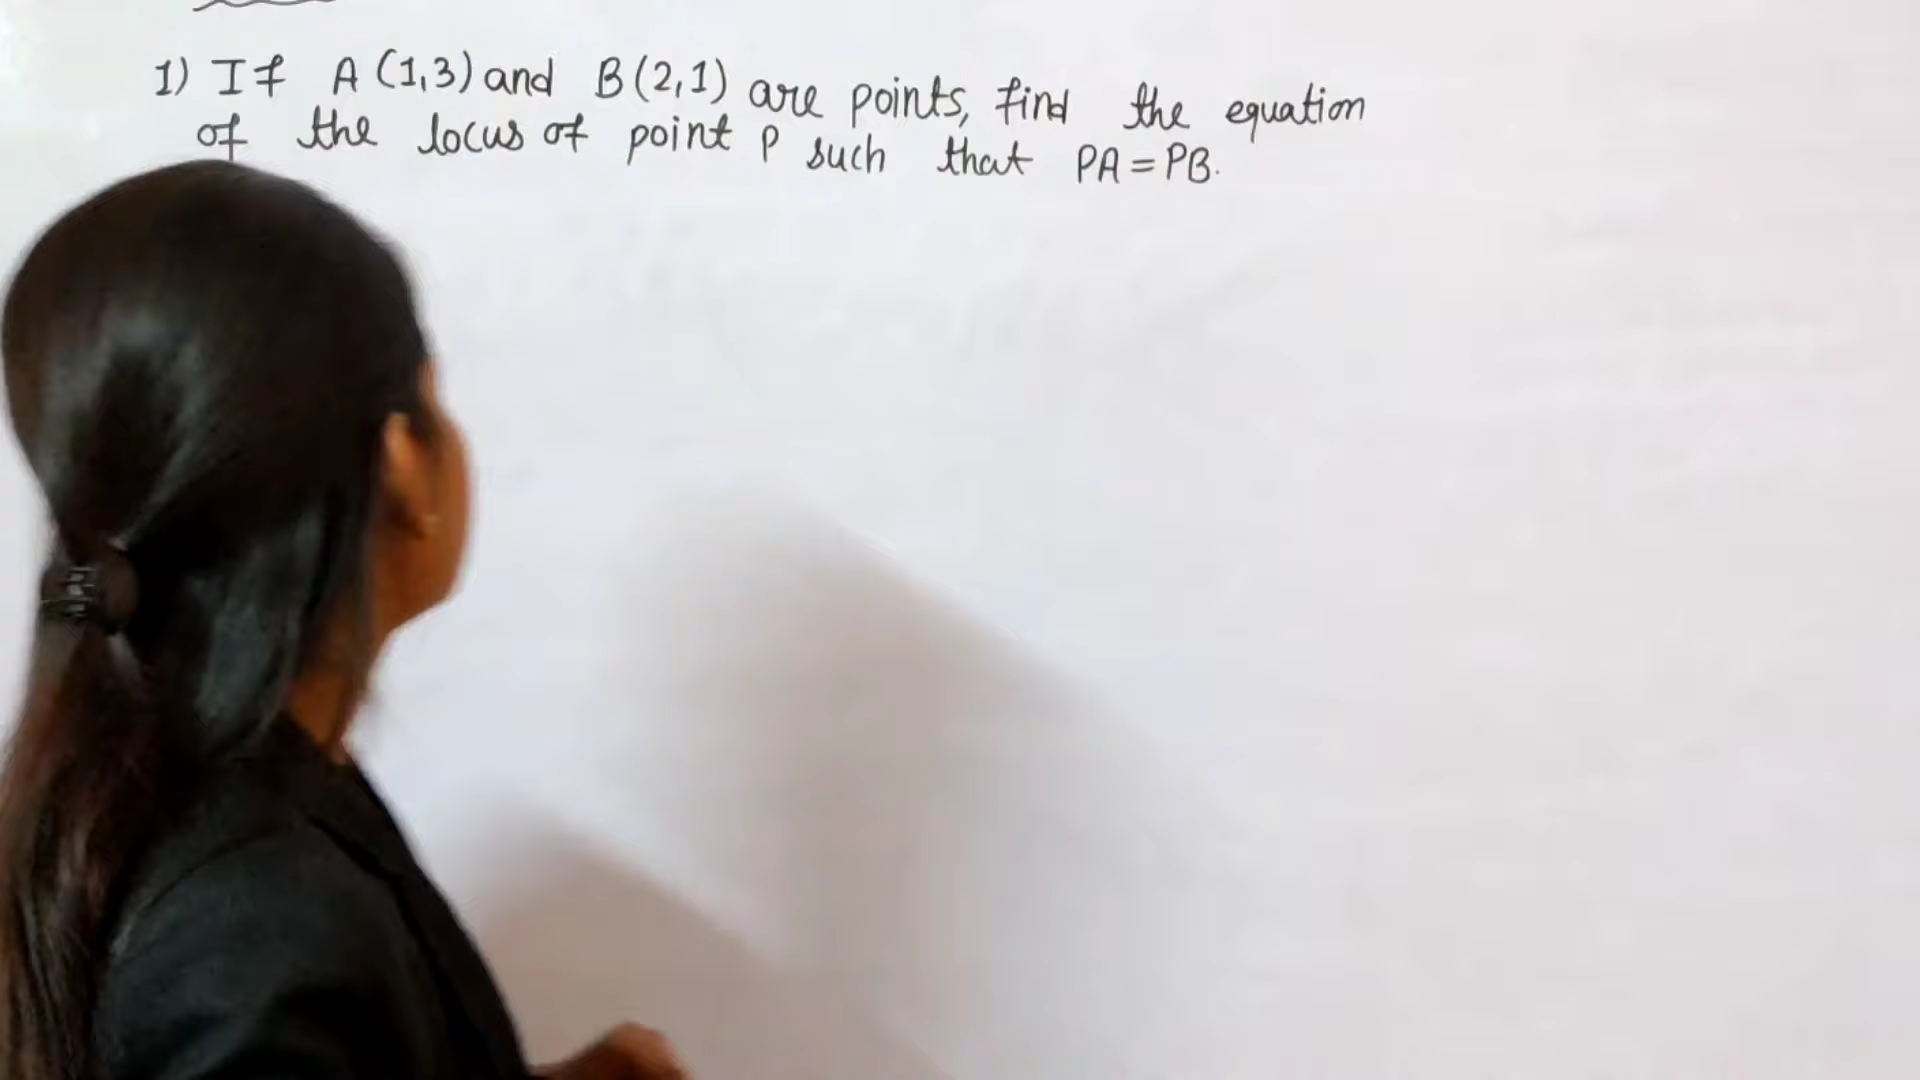 1) If A (1,3) and B (2,1) are points, find the equation
of the locus of point P such that PA = PB.